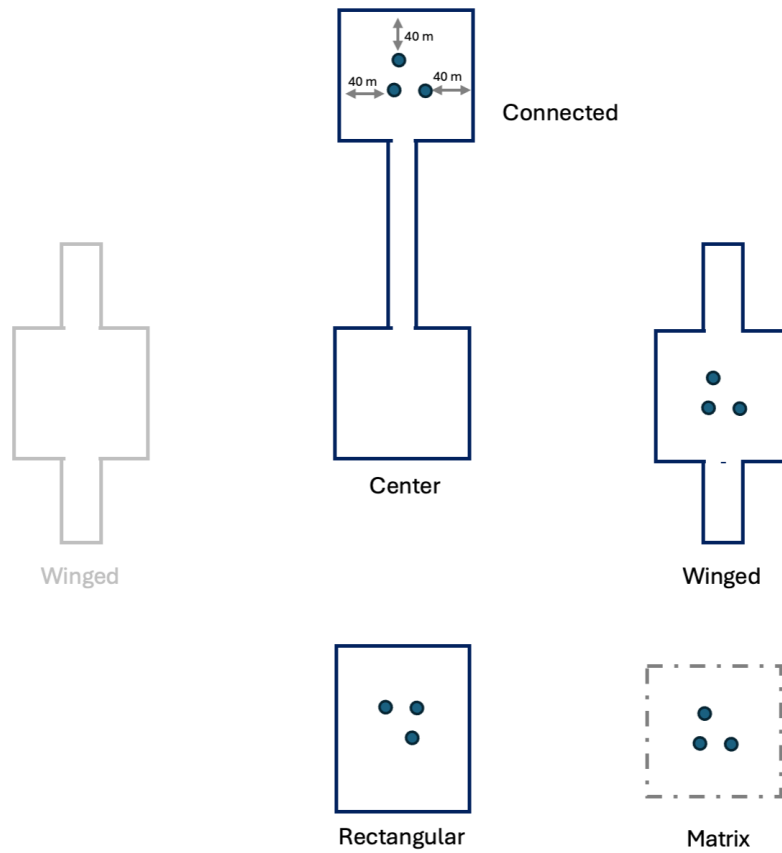 40 m
40 m
40 m
Connected
Center
Winged
Winged
Rectangular
Matrix